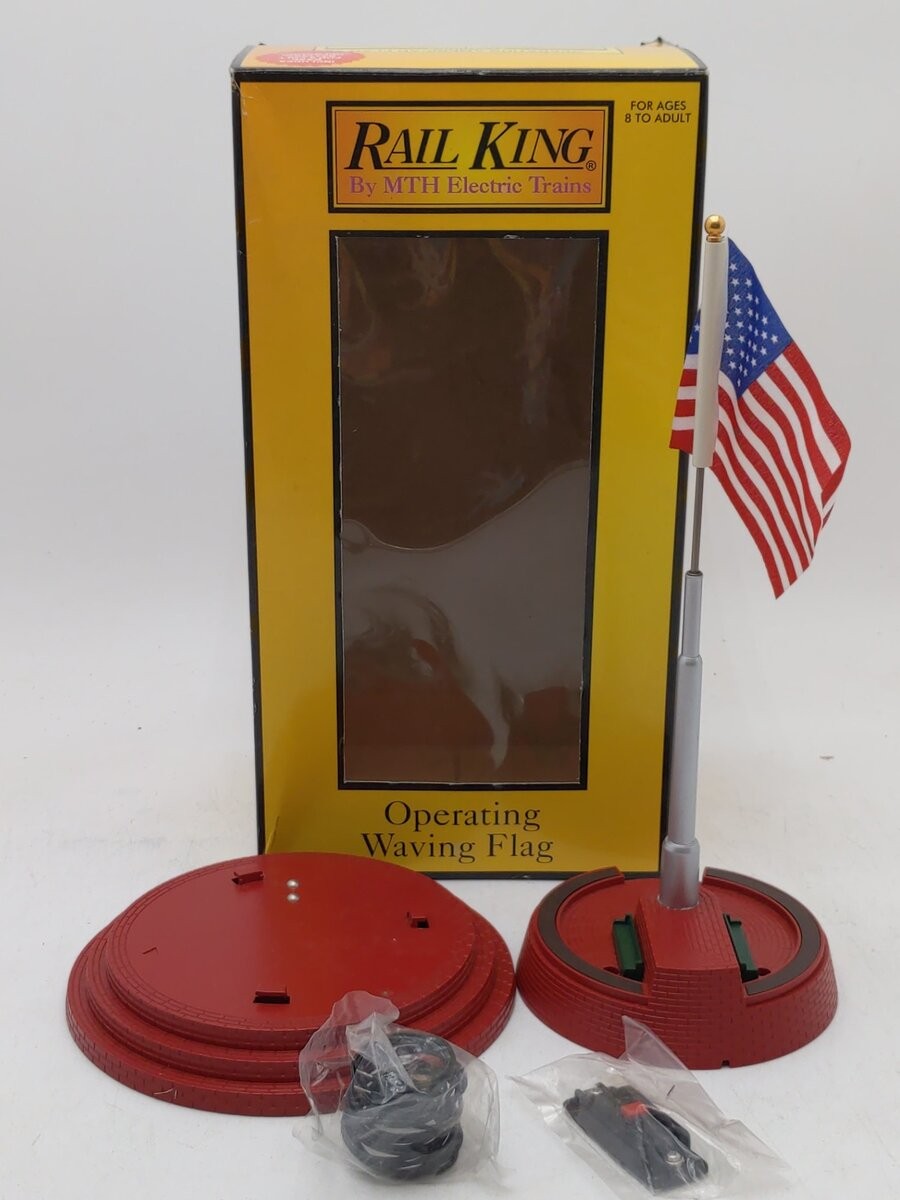 RAIL KING®
By MTH Electric Trains
FOR AGES
8 TO ADULT
Operating
Waving Flag